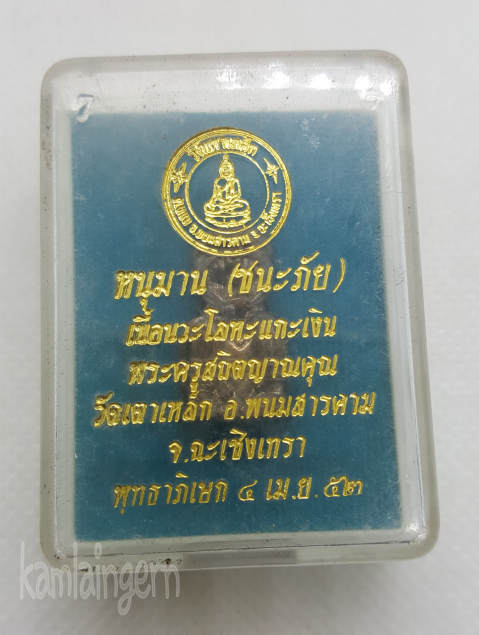 หนุมาน (ชนะภัย)
เนื้อนวะโลหะแกะเงิน
พระครูสถิตญาณคุณ
วัดเตาเหล็ก อ.พนมสารคาม
จ.ฉะเชิงเทรา
พุทธาภิเษก ๔ เม.ย. ๕๒
kamlaingern